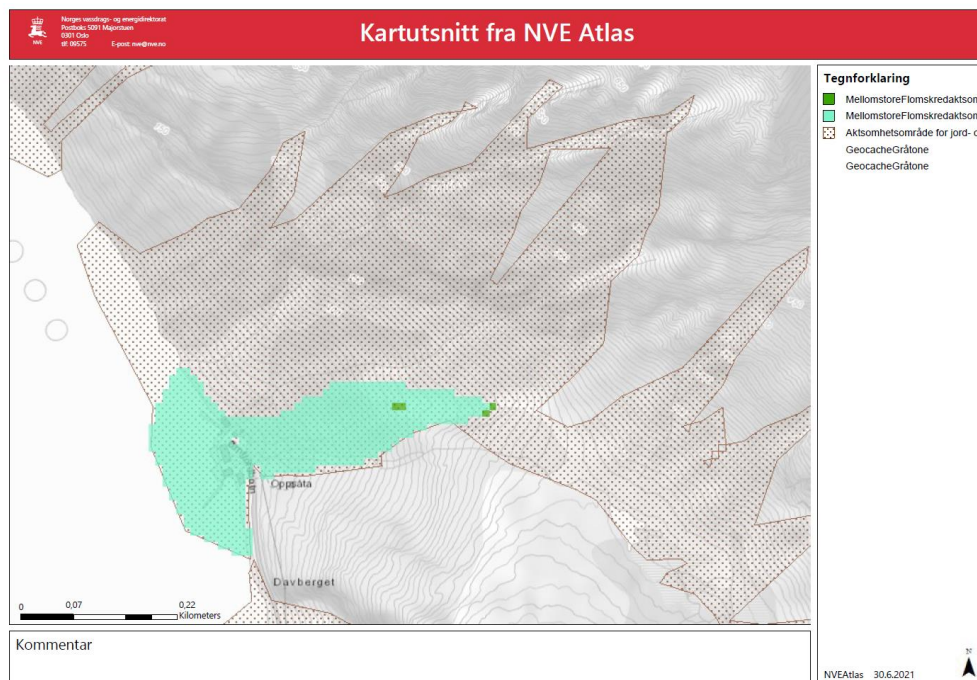 Norges vassdrags- og energidirektorat
Postboks 5091 Majorstuen
0301 Oslo
tlf: 09575 E-post: nve@nve.no
NVE
Kartutsnitt fra NVE Atlas
Tegnforklaring
MellomstoreFlomskredaktsom
MellomstoreFlomskredaktsom
Aktsomhetsområde for jord- o
GeocacheGråtone
GeocacheGråtone
Oppsåta
Davberget
0 0,07 0,22
Kilometers
Kommentar
NVEAtlas 30.6.2021
N